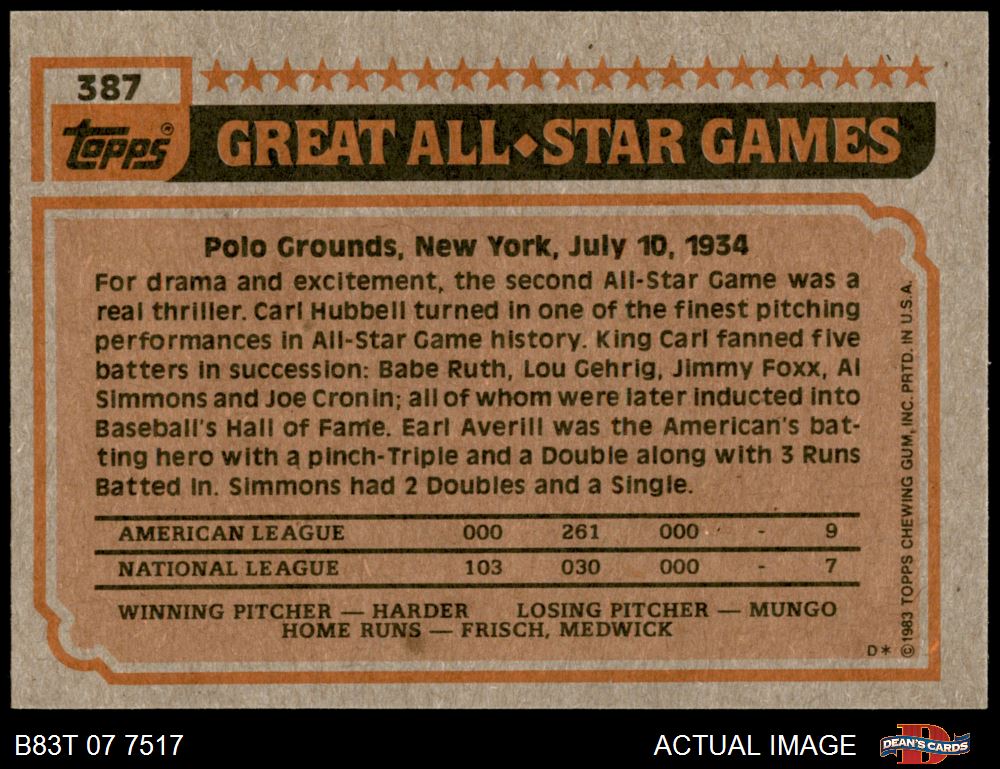 387
topps®
GREAT ALL◆STAR GAMES
Polo Grounds, New York, July 10, 1934
For drama and excitement, the second All-Star Game was a
real thriller. Carl Hubbell turned in one of the finest pitching
performances in All-Star Game history. King Carl fanned five
batters in succession: Babe Ruth, Lou Gehrig, Jimmy Foxx, Al
Simmons and Joe Cronin; all of whom were later inducted into
Baseball's Hall of Fame. Earl Averill was the American's bat-
ting hero with a pinch-Triple and a Double along with 3 Runs
Batted In. Simmons had 2 Doubles and a Single.
AMERICAN LEAGUE 000 261 000 - 9
NATIONAL LEAGUE 103 030 000 - 7
WINNING PITCHER — HARDER LOSING PITCHER — MUNGO
HOME RUNS — FRISCH, MEDWICK
D*
©1983 TOPPS CHEWING GUM, INC. PRTD. IN U.S.A.
B83T 07 7517
ACTUAL IMAGE
D
DEAN'S CARDS